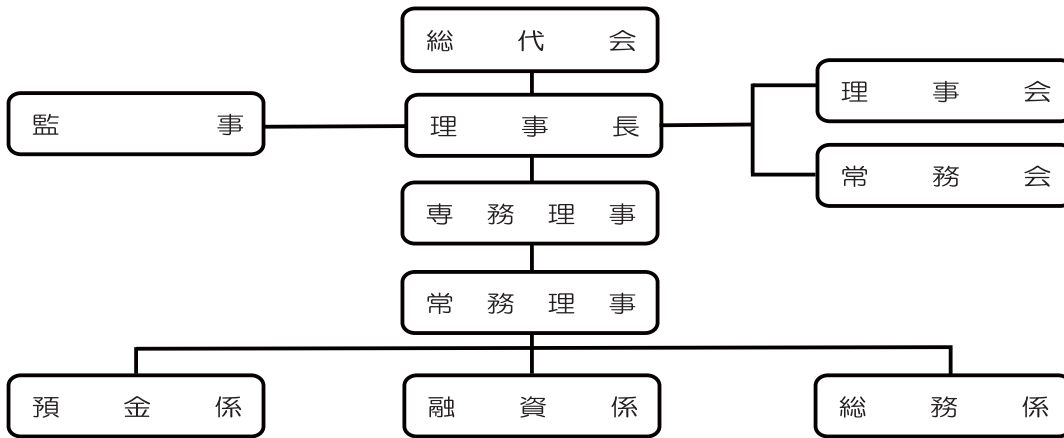 総代会
理事会
監事
理事長
常務会
専務理事
常務理事
預金係
融資係
総務係